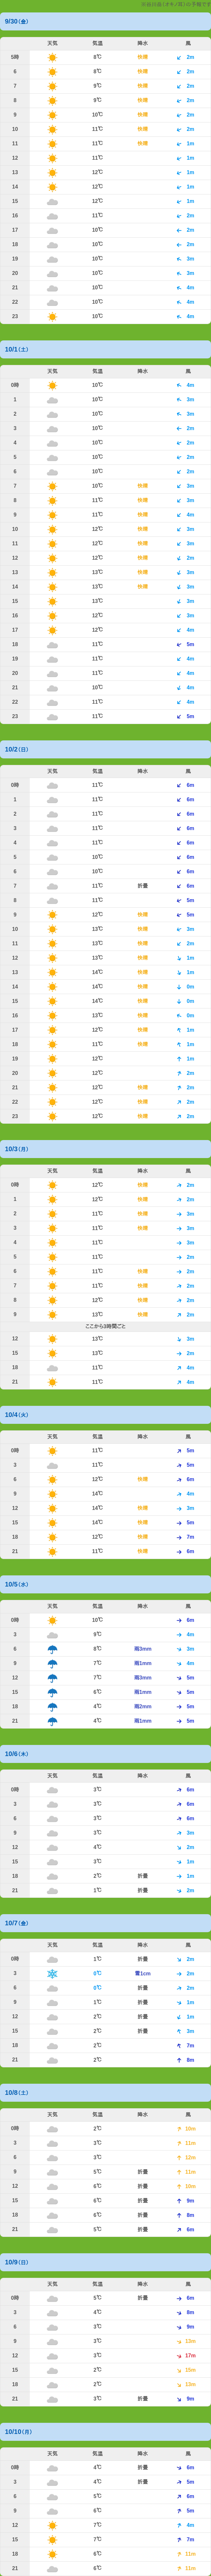 9/30(金)
天気 気温 降水 風
5時 8℃ 快晴 2m
6 8℃ 快晴 2m
7 9℃ 快晴 2m
8 9℃ 快晴 2m
9 10℃ 快晴 2m
10 11℃ 快晴 2m
11 11℃ 快晴 1m
12 11℃ 1m
13 12℃ 1m
14 12℃ 1m
15 12℃ 1m
16 11℃ 2m
17 10℃ 2m
18 10℃ 2m
19 10℃ 3m
20 10℃ 3m
21 10℃ 4m
22 10℃ 4m
23 10℃ 4m
10/1(土)
天気 気温 降水 風
0時 10℃ 4m
1 10℃ 3m
2 10℃ 3m
3 10℃ 2m
4 10℃ 2m
5 10℃ 2m
6 10℃ 2m
7 10℃ 快晴 3m
8 11℃ 快晴 3m
9 11℃ 快晴 4m
10 12℃ 快晴 3m
11 12℃ 快晴 3m
12 12℃ 快晴 2m
13 13℃ 快晴 3m
14 13℃ 快晴 3m
15 13℃ 3m
16 12℃ 3m
17 12℃ 4m
18 11℃ 5m
19 11℃ 4m
20 11℃ 4m
21 10℃ 4m
22 11℃ 4m
23 11℃ 5m
10/2(日)
天気 気温 降水 風
0時 11℃ 6m
1 11℃ 6m
2 11℃ 6m
3 11℃ 6m
4 11℃ 6m
5 10℃ 6m
6 10℃ 6m
7 11℃ 折畳 6m
8 11℃ 5m
9 12℃ 快晴 5m
10 13℃ 快晴 3m
11 13℃ 快晴 2m
12 13℃ 快晴 1m
13 14℃ 快晴 1m
14 14℃ 快晴 0m
15 14℃ 快晴 0m
16 13℃ 快晴 0m
17 12℃ 快晴 1m
18 11℃ 快晴 1m
19 12℃ 1m
20 12℃ 2m
21 12℃ 快晴 2m
22 12℃ 快晴 2m
23 12℃ 快晴 2m
10/3(月)
天気 気温 降水 風
0時 12℃ 快晴 2m
1 12℃ 快晴 2m
2 11℃ 快晴 3m
3 11℃ 快晴 3m
4 11℃ 3m
5 11℃ 2m
6 11℃ 快晴 2m
7 11℃ 快晴 2m
8 12℃ 快晴 2m
9 13℃ 快晴 2m
ここから3時間ごと
12 13℃ 3m
15 13℃ 2m
18 11℃ 4m
21 11℃ 4m
10/4(火)
天気 気温 降水 風
0時 11℃ 5m
3 11℃ 5m
6 12℃ 快晴 6m
9 14℃ 4m
12 14℃ 快晴 3m
15 14℃ 快晴 5m
18 12℃ 快晴 7m
21 11℃ 快晴 6m
10/5(水)
天気 気温 降水 風
0時 10℃ 6m
3 9℃ 4m
6 8℃ 雨3mm 3m
9 7℃ 雨1mm 4m
12 7℃ 雨3mm 5m
15 6℃ 雨1mm 5m
18 4℃ 雨2mm 5m
21 4℃ 雨1mm 5m
10/6(木)
天気 気温 降水 風
0時 3℃ 6m
3 3℃ 6m
6 3℃ 6m
9 3℃ 3m
12 4℃ 2m
15 3℃ 1m
18 2℃ 折畳 1m
21 1℃ 折畳 2m
10/7(金)
天気 気温 降水 風
0時 1℃ 折畳 2m
3 0℃ 雪1cm 2m
6 0℃ 折畳 2m
9 1℃ 折畳 1m
12 2℃ 折畳 1m
15 2℃ 折畳 3m
18 2℃ 7m
21 2℃ 8m
10/8(土)
天気 気温 降水 風
0時 2℃ 10m
3 3℃ 11m
6 3℃ 12m
9 5℃ 折畳 11m
12 6℃ 折畳 10m
15 6℃ 折畳 9m
18 6℃ 折畳 8m
21 5℃ 折畳 6m
10/9(日)
天気 気温 降水 風
0時 5℃ 折畳 6m
3 4℃ 8m
6 3℃ 9m
9 3℃ 13m
12 3℃ 17m
15 2℃ 15m
18 2℃ 13m
21 3℃ 折畳 9m
10/10(月)
天気 気温 降水 風
0時 4℃ 折畳 6m
3 4℃ 折畳 5m
6 5℃ 6m
9 6℃ 5m
12 7℃ 4m
15 7℃ 7m
18 6℃ 11m
21 6℃ 11m